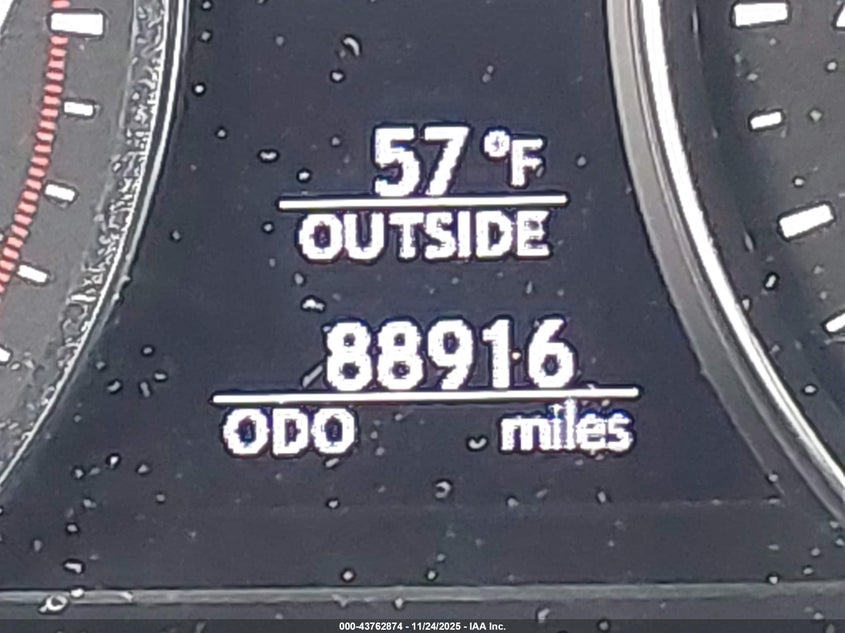 57 °F
OUTSIDE
88916
ODO miles
000-43762874 - 11/24/2025 - IAA Inc.